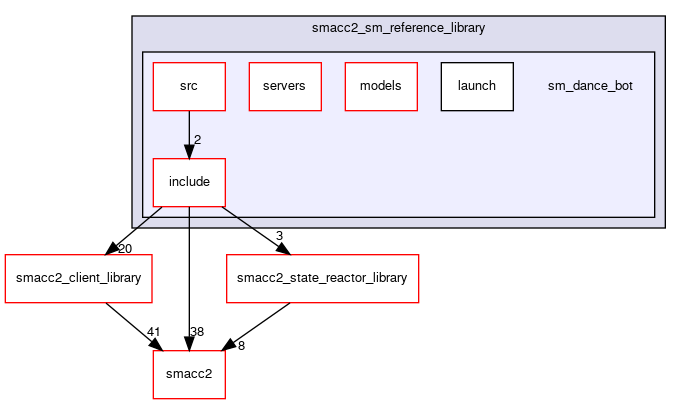 smacc2_sm_reference_library
src
servers
models
launch
sm_dance_bot
2
include
20
3
smacc2_client_library
smacc2_state_reactor_library
41
38
8
smacc2